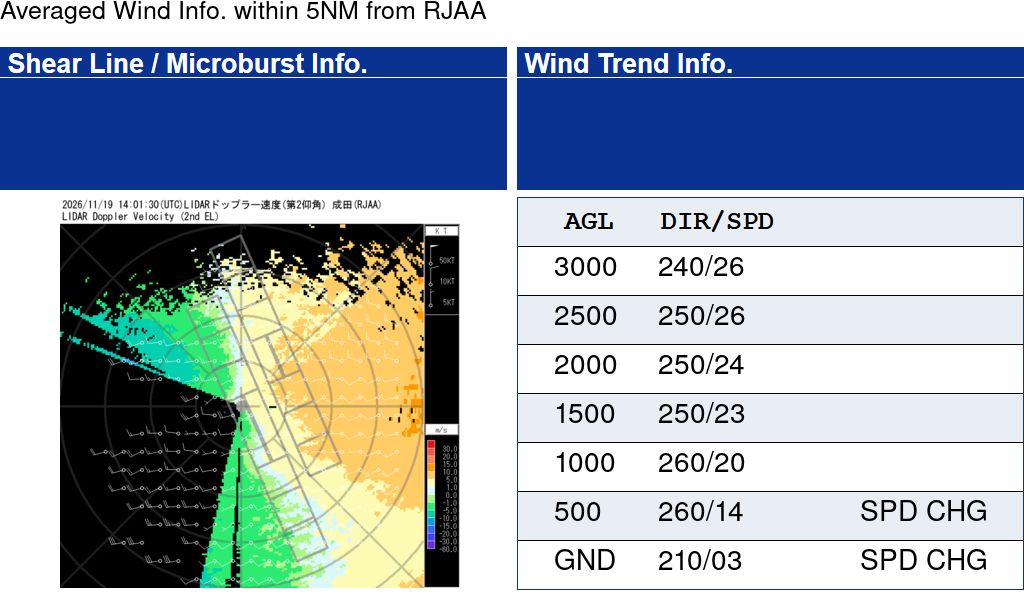 Averaged Wind Info. within 5NM from RJAA
Shear Line / Microburst Info.
Wind Trend Info.
2026/11/19 14:01:30(UTC)LIDARドップラー速度(第2仰角) 成田(RJAA)
LIDAR Doppler Velocity (2nd EL)
K T
50KT
10KT
5KT
m/s
30.0
20.0
15.0
10.0
5.0
1.0
0.0
-1.0
-5.0
-10.0
-15.0
-20.0
-30.0
-60.0
AGL DIR/SPD
3000 240/26
2500 250/26
2000 250/24
1500 250/23
1000 260/20
500 260/14 SPD CHG
GND 210/03 SPD CHG